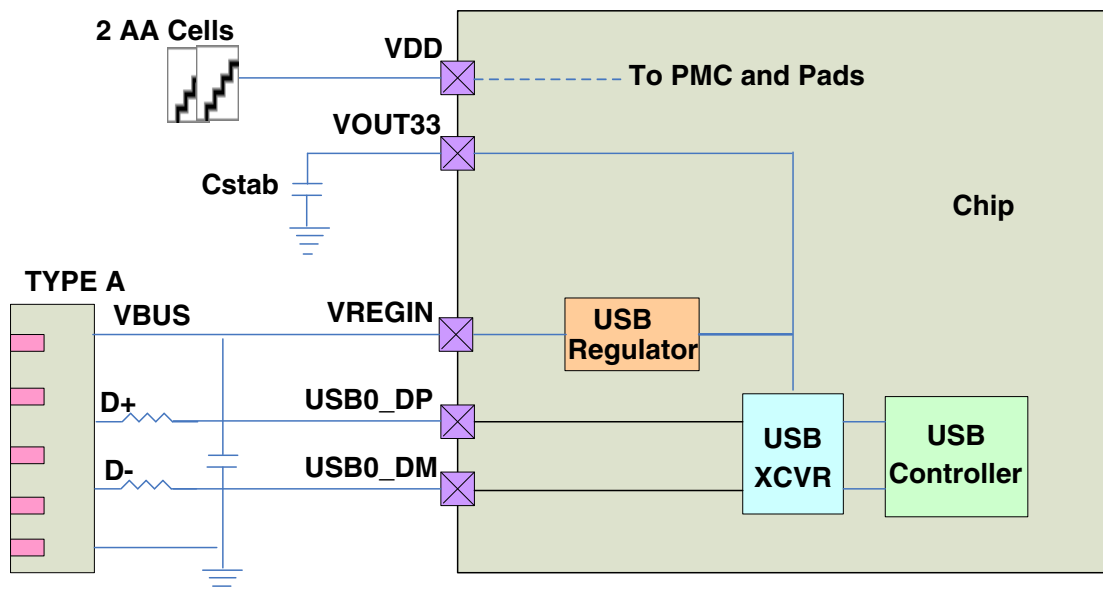 2 AA Cells
VDD
To PMC and Pads
VOUT33
Cstab
Chip
TYPE A
VBUS
VREGIN
USB
Regulator
D+
USB0_DP
D-
USB0_DM
USB
XCVR
USB
Controller